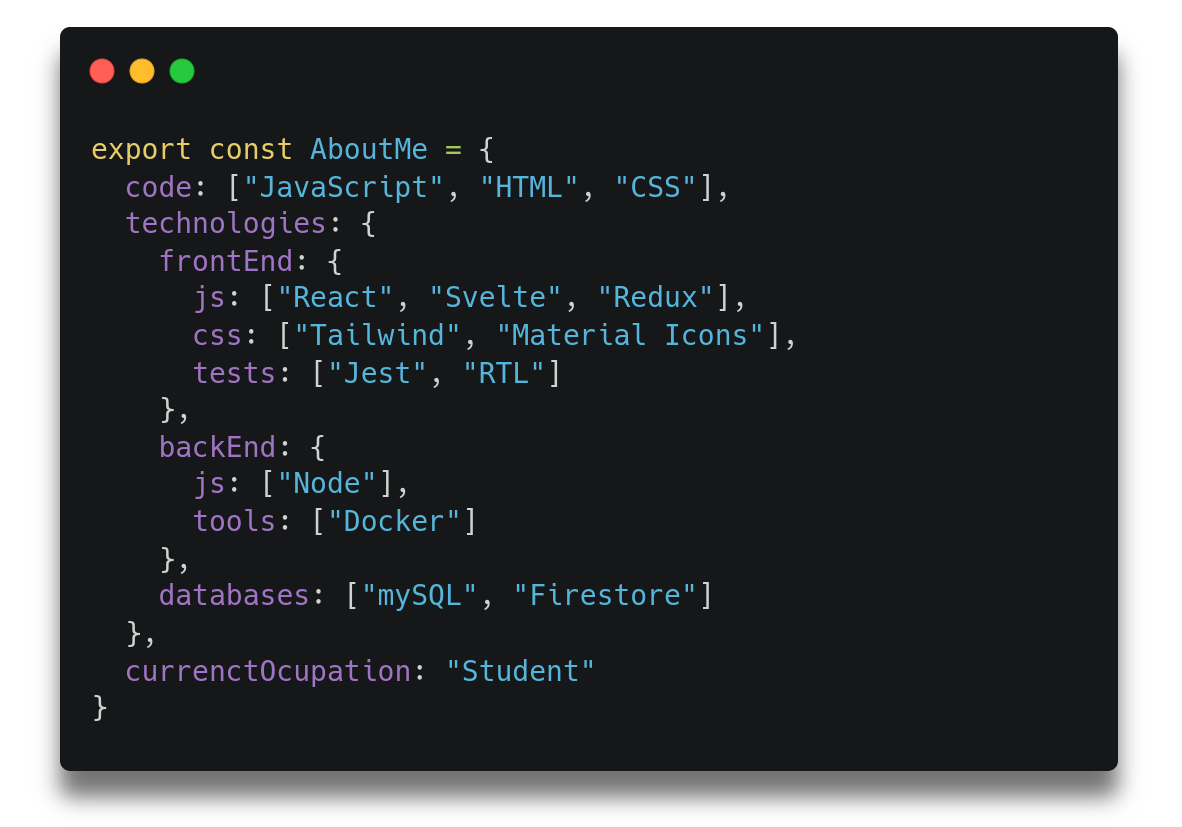 export const AboutMe = {
  code: ["JavaScript", "HTML", "CSS"],
  technologies: {
    frontEnd: {
      js: ["React", "Svelte", "Redux"],
      css: ["Tailwind", "Material Icons"],
      tests: ["Jest", "RTL"]
    },
    backEnd: {
      js: ["Node"],
      tools: ["Docker"]
    },
    databases: ["mySQL", "Firestore"]
  },
  currenctOcupation: "Student"
}